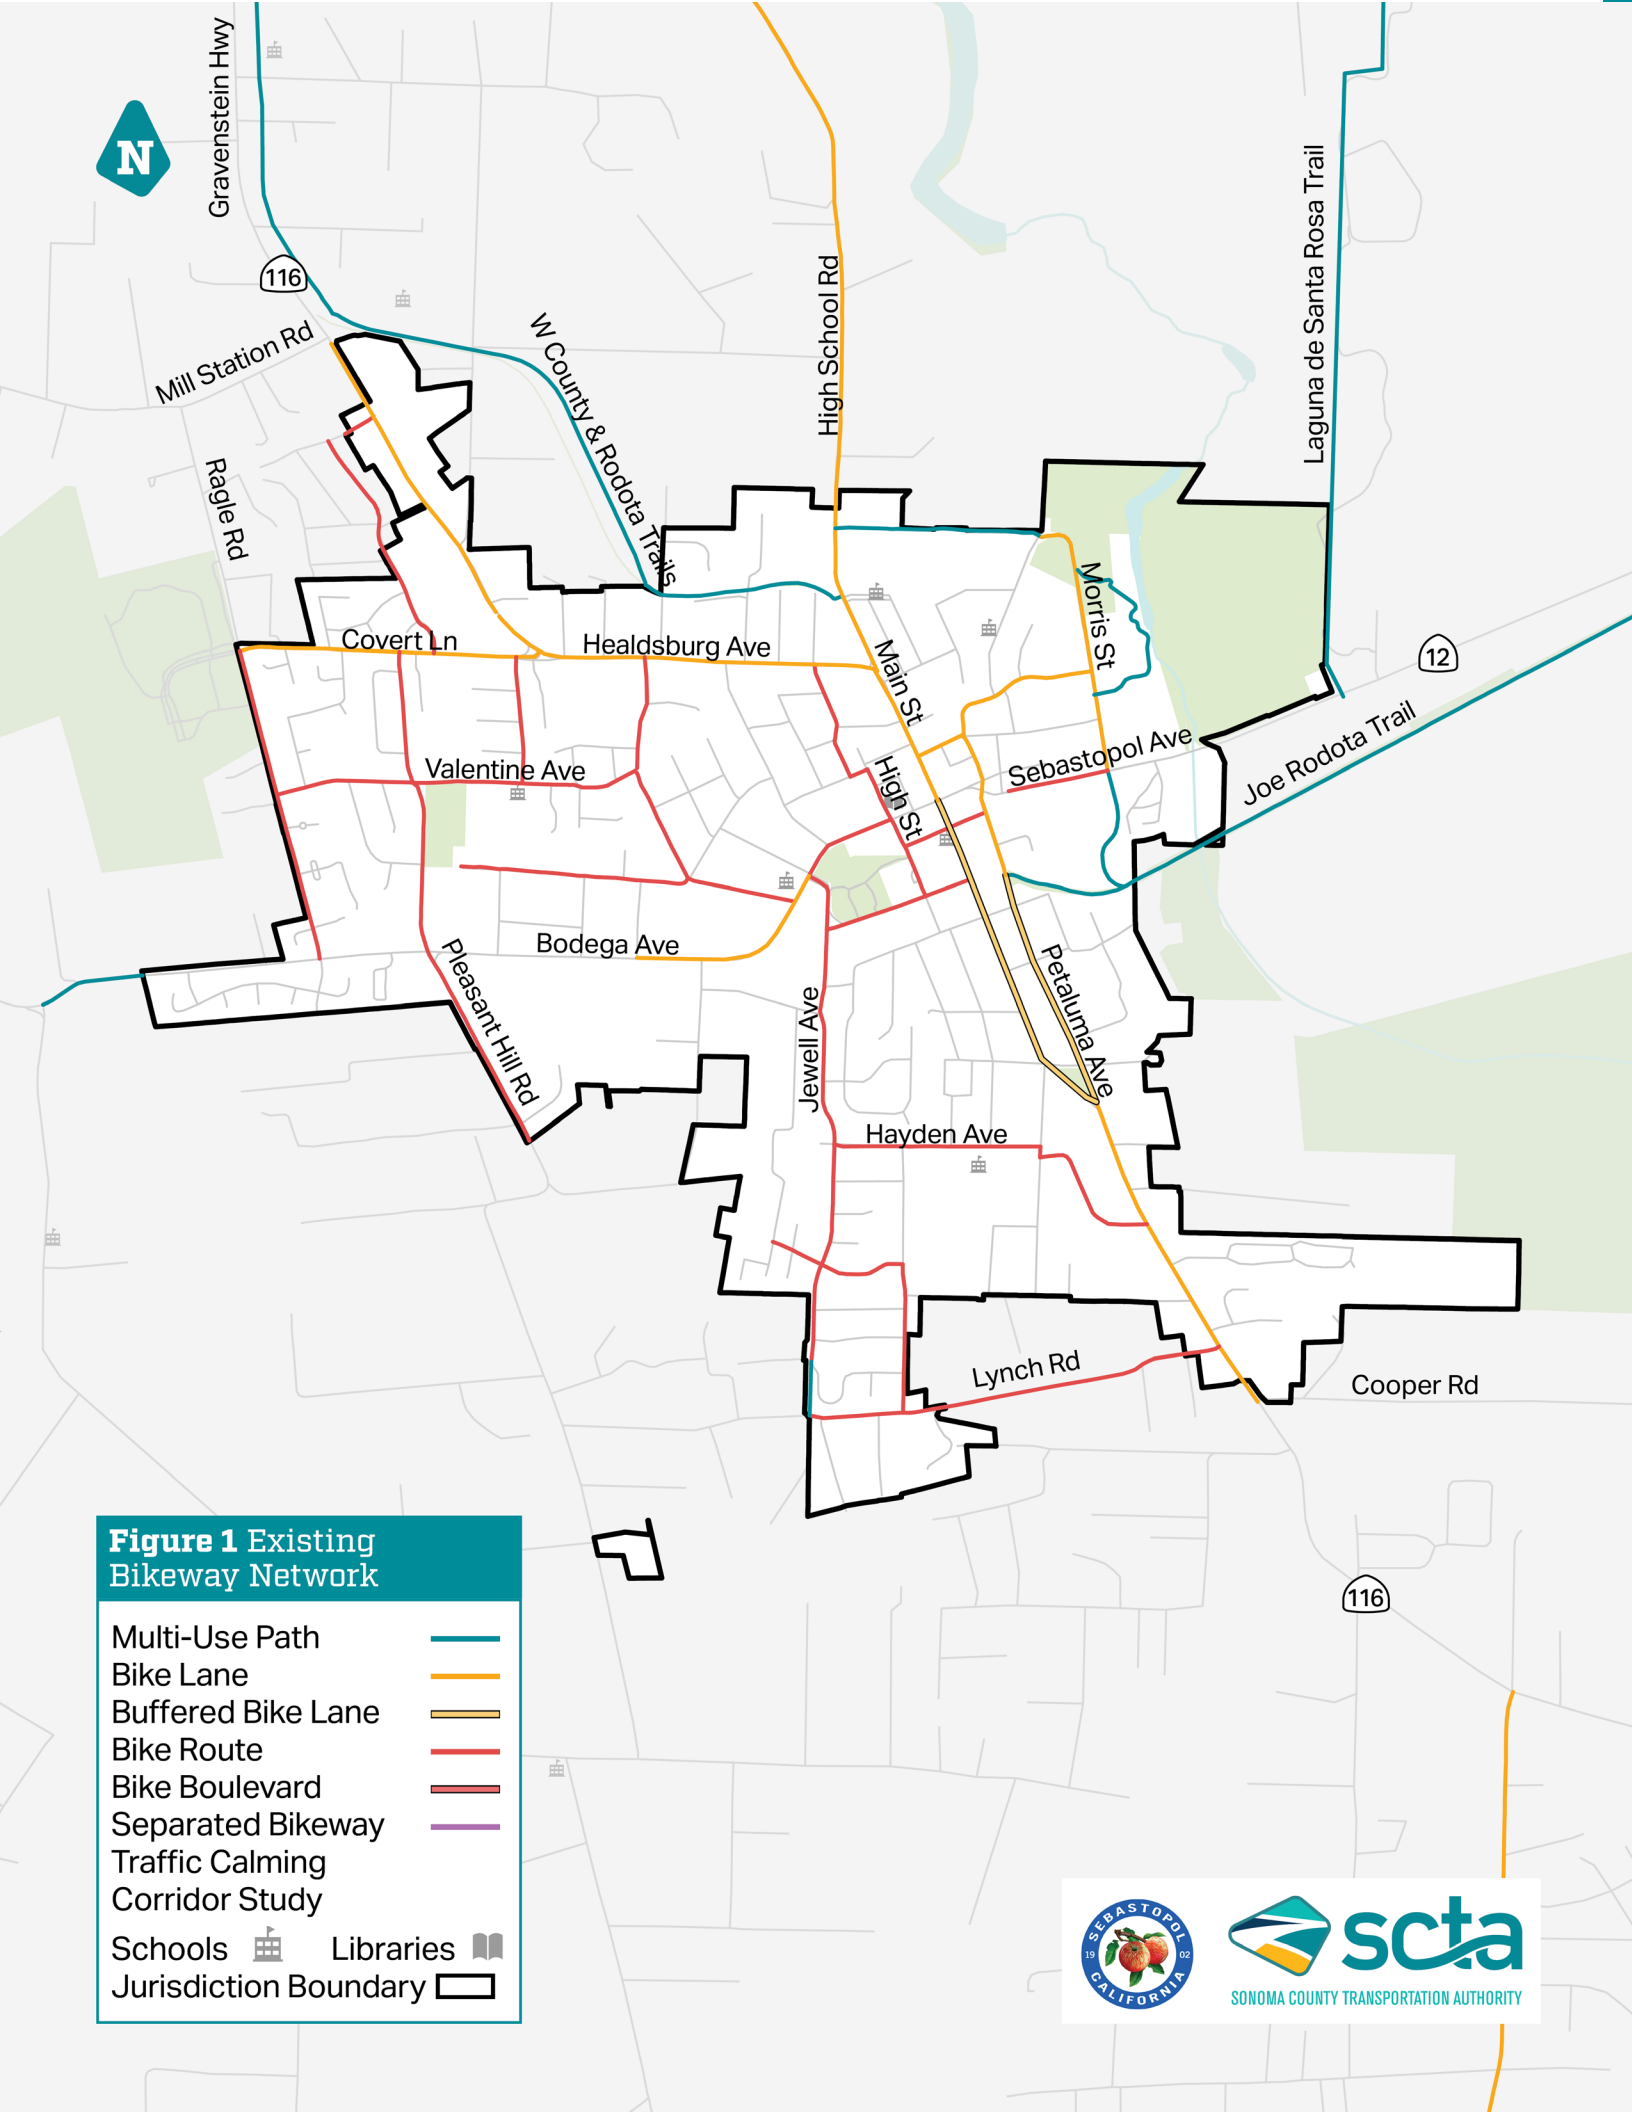 Gravenstein Hwy
N
116
Mill Station Rd
W County & Rodota Trails
High School Rd
Laguna de Santa Rosa Trail
Ragle Rd
Morris St
Covert Ln
Healdsburg Ave
Main St
12
Valentine Ave
High St
Sebastopol Ave
Joe Rodota Trail
Bodega Ave
Pleasant Hill Rd
Jewell Ave
Petaluma Ave
Hayden Ave
Lynch Rd
Cooper Rd
116
Figure 1 Existing
Bikeway Network
Multi-Use Path
Bike Lane
Buffered Bike Lane
Bike Route
Bike Boulevard
Separated Bikeway
Traffic Calming
Corridor Study
Schools
Libraries
Jurisdiction Boundary
SEBASTOPOL
19 02
CALIFORNIA
scta
SONOMA COUNTY TRANSPORTATION AUTHORITY